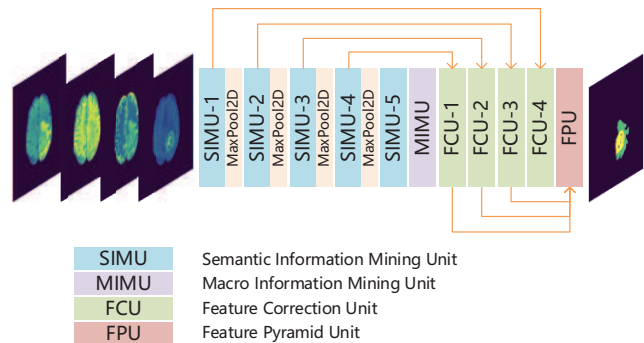 SIMU-1
MaxPool2D
SIMU-2
MaxPool2D
SIMU-3
MaxPool2D
SIMU-4
MaxPool2D
SIMU-5
MIMU
FCU-1
FCU-2
FCU-3
FCU-4
FPU
SIMU Semantic Information Mining Unit
MIMU Macro Information Mining Unit
FCU Feature Correction Unit
FPU Feature Pyramid Unit